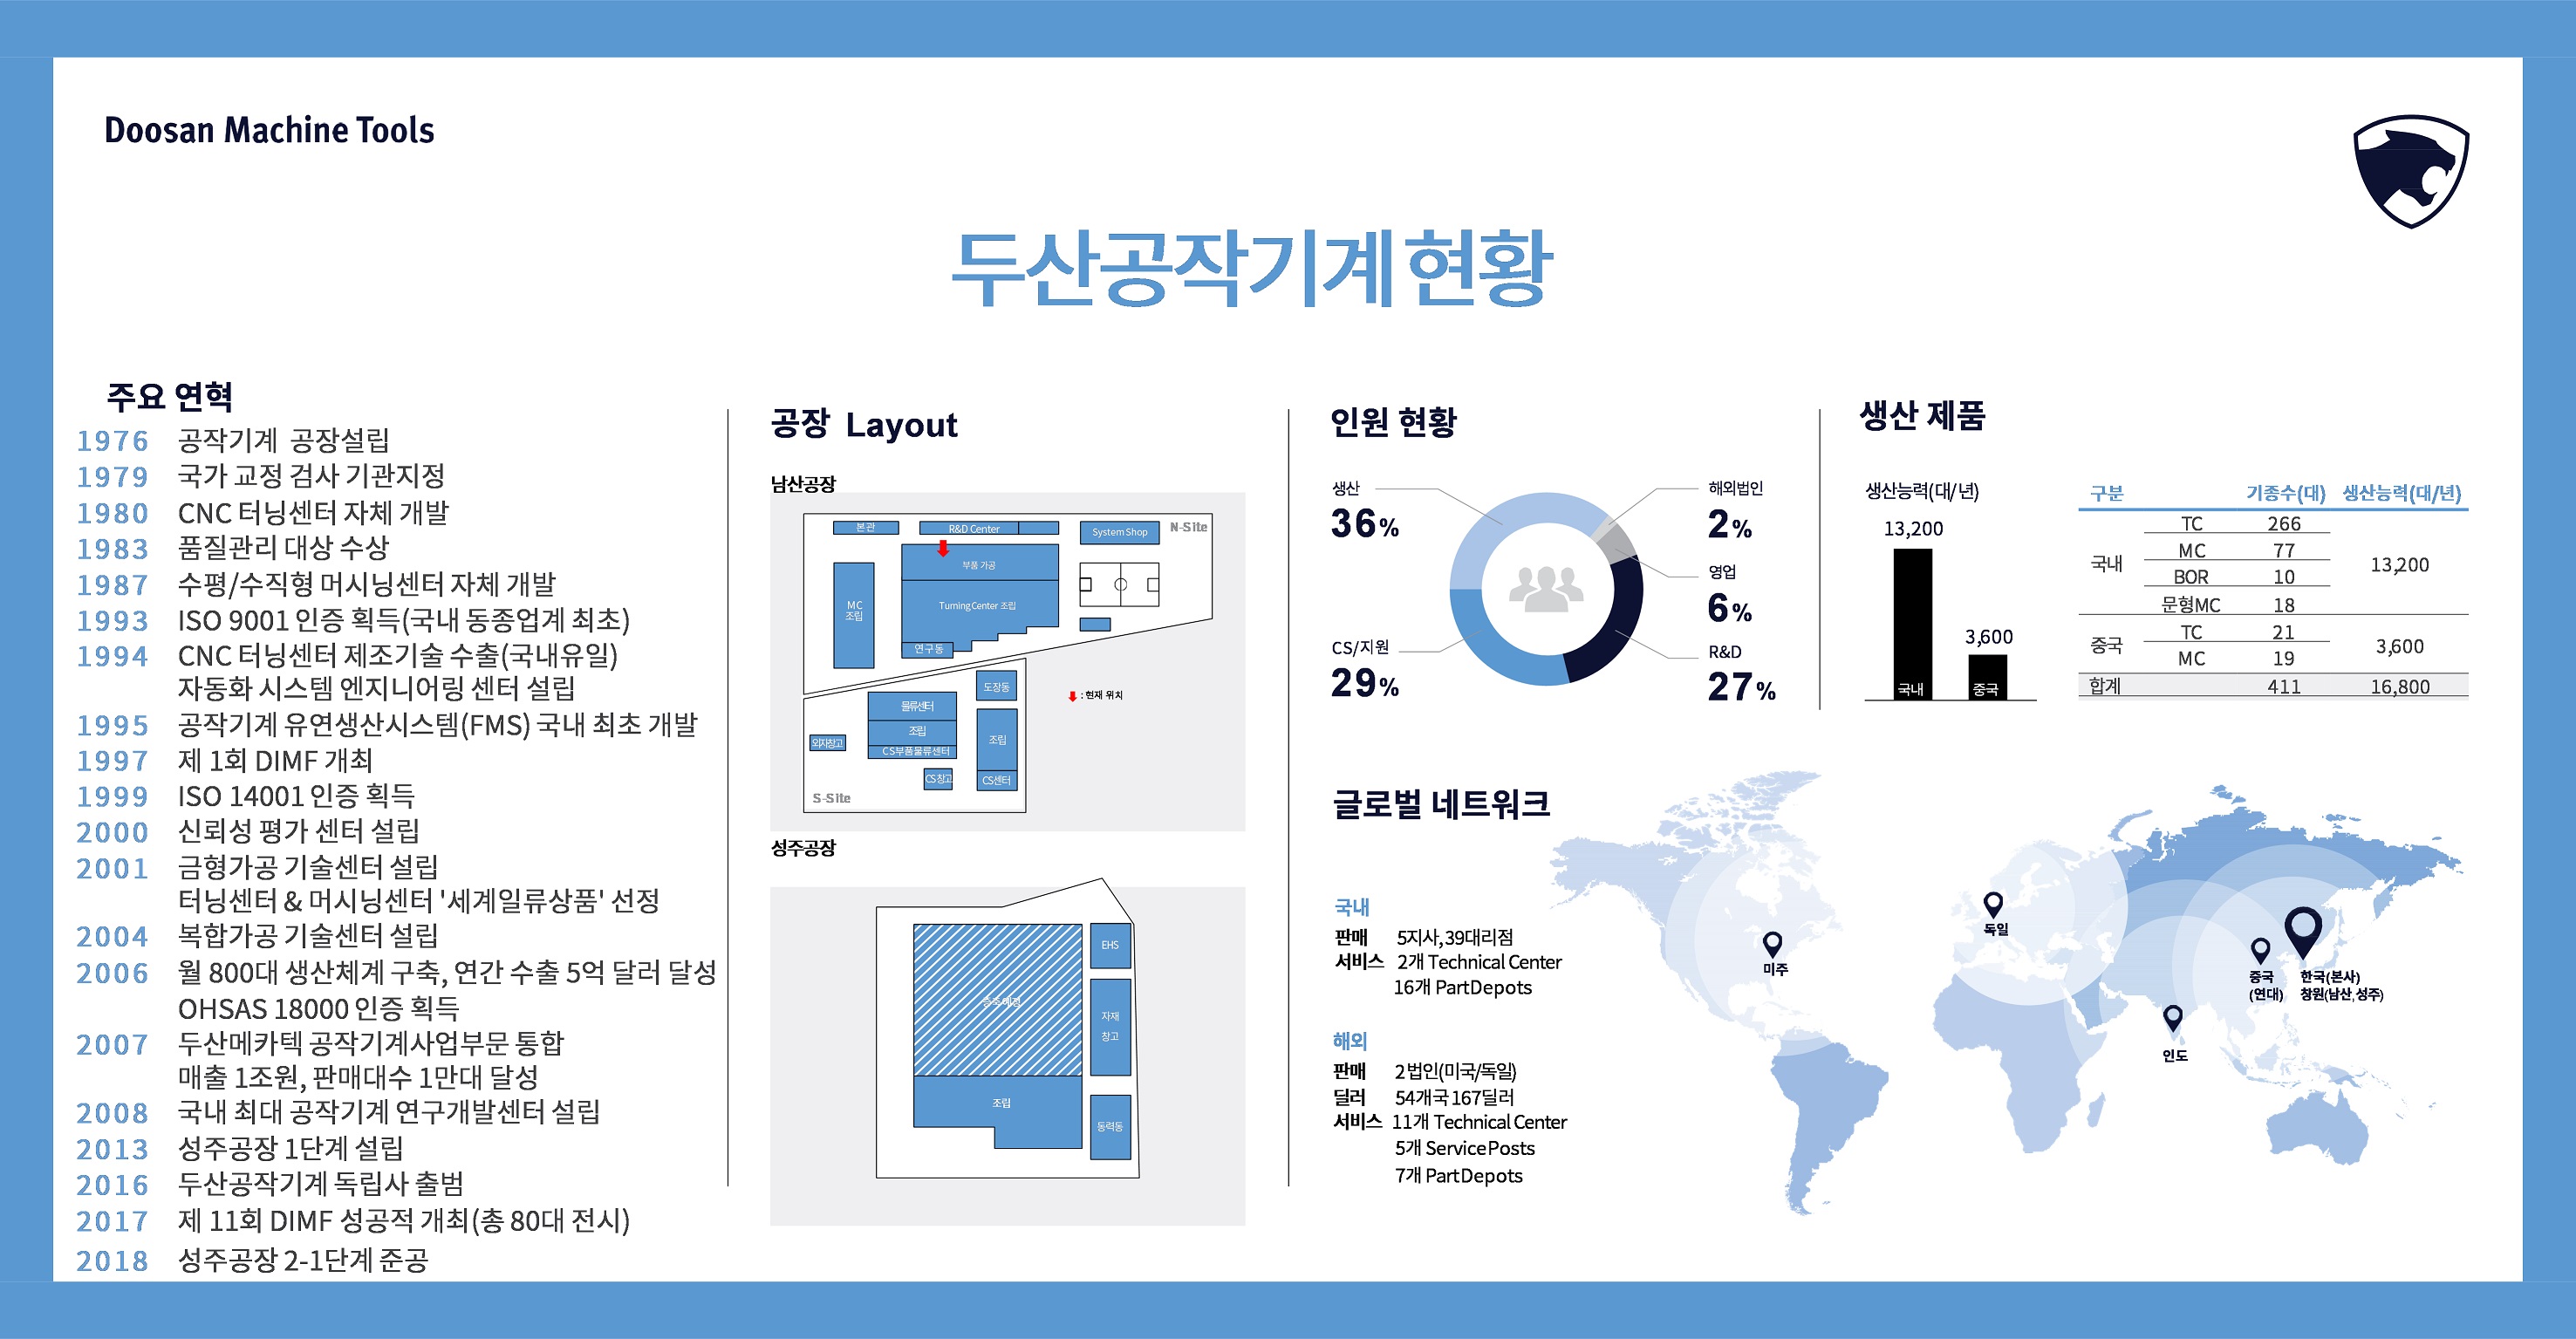 Doosan Machine Tools
두산공작기계 현황
주요 연혁
1976 공작기계 공장설립
1979 국가 교정 검사 기관지정
1980 CNC 터닝센터 자체 개발
1983 품질관리 대상 수상
1987 수평/수직형 머시닝센터 자체 개발
1993 ISO 9001 인증 획득(국내 동종업계 최초)
1994 CNC 터닝센터 제조기술 수출(국내유일)
자동화 시스템 엔지니어링 센터 설립
1995 공작기계 유연생산시스템(FMS) 국내 최초 개발
1997 제 1회 DIMF 개최
1999 ISO 14001 인증 획득
2000 신뢰성 평가 센터 설립
2001 금형가공 기술센터 설립
터닝센터 & 머시닝센터 '세계일류상품' 선정
2004 복합가공 기술센터 설립
2006 월 800대 생산체계 구축, 연간 수출 5억 달러 달성
OHSAS 18000 인증 획득
2007 두산메카텍 공작기계사업부문 통합
매출 1조원, 판매대수 1만대 달성
2008 국내 최대 공작기계 연구개발센터 설립
2013 성주공장 1단계 설립
2016 두산공작기계 독립사 출범
2017 제 11회 DIMF 성공적 개최(총 80대 전시)
2018 성주공장 2-1단계 준공
공장 Layout
남산공장
본관
R&D Center
System Shop
N-Site
부품 가공
MC
조립
Turning Center 조립
연구동
도장동
: 현재 위치
물류센터
조립
조립
외자창고
CS부품물류센터
CS창고
CS센터
S-Site
성주공장
EHS
증축예정
자재
창고
조립
동력동
인원 현황
생산
36%
해외법인
2%
영업
6%
CS/지원
29%
R&D
27%
생산 제품
생산능력(대/년)
13,200
3,600
국내
중국
구분 기종수(대) 생산능력(대/년)
TC 266
국내 MC 77 13,200
BOR 10
문형MC 18
TC 21
중국 3,600
MC 19
합계 411 16,800
글로벌 네트워크
국내
판매 5지사,39대리점
서비스 2개 Technical Center
16개 PartDepots
해외
판매 2법인(미국/독일)
딜러 54개국 167딜러
서비스 11개 Technical Center
5개 ServicePosts
7개 PartDepots
미주
독일
인도
중국
(연대)
한국(본사)
창원(남산,성주)